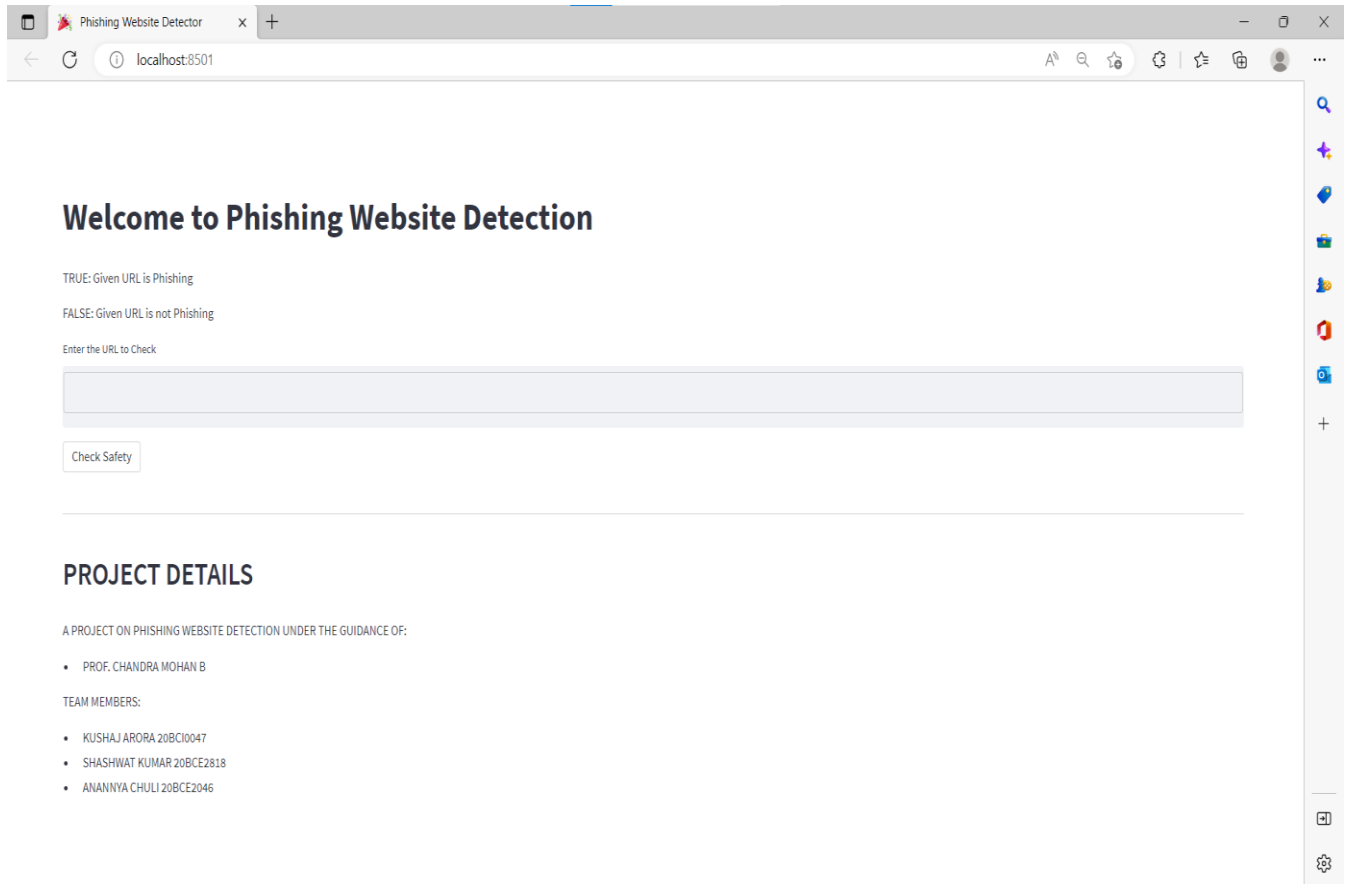 Phishing Website Detector
localhost:8501
Welcome to Phishing Website Detection
TRUE: Given URL is Phishing
FALSE: Given URL is not Phishing
Enter the URL to Check
Check Safety
PROJECT DETAILS
A PROJECT ON PHISHING WEBSITE DETECTION UNDER THE GUIDANCE OF:
• PROF. CHANDRA MOHAN B
TEAM MEMBERS:
• KUSHAJ ARORA 20BCI0047
• SHASHWAT KUMAR 20BCE2818
• ANANNYA CHULI 20BCE2046